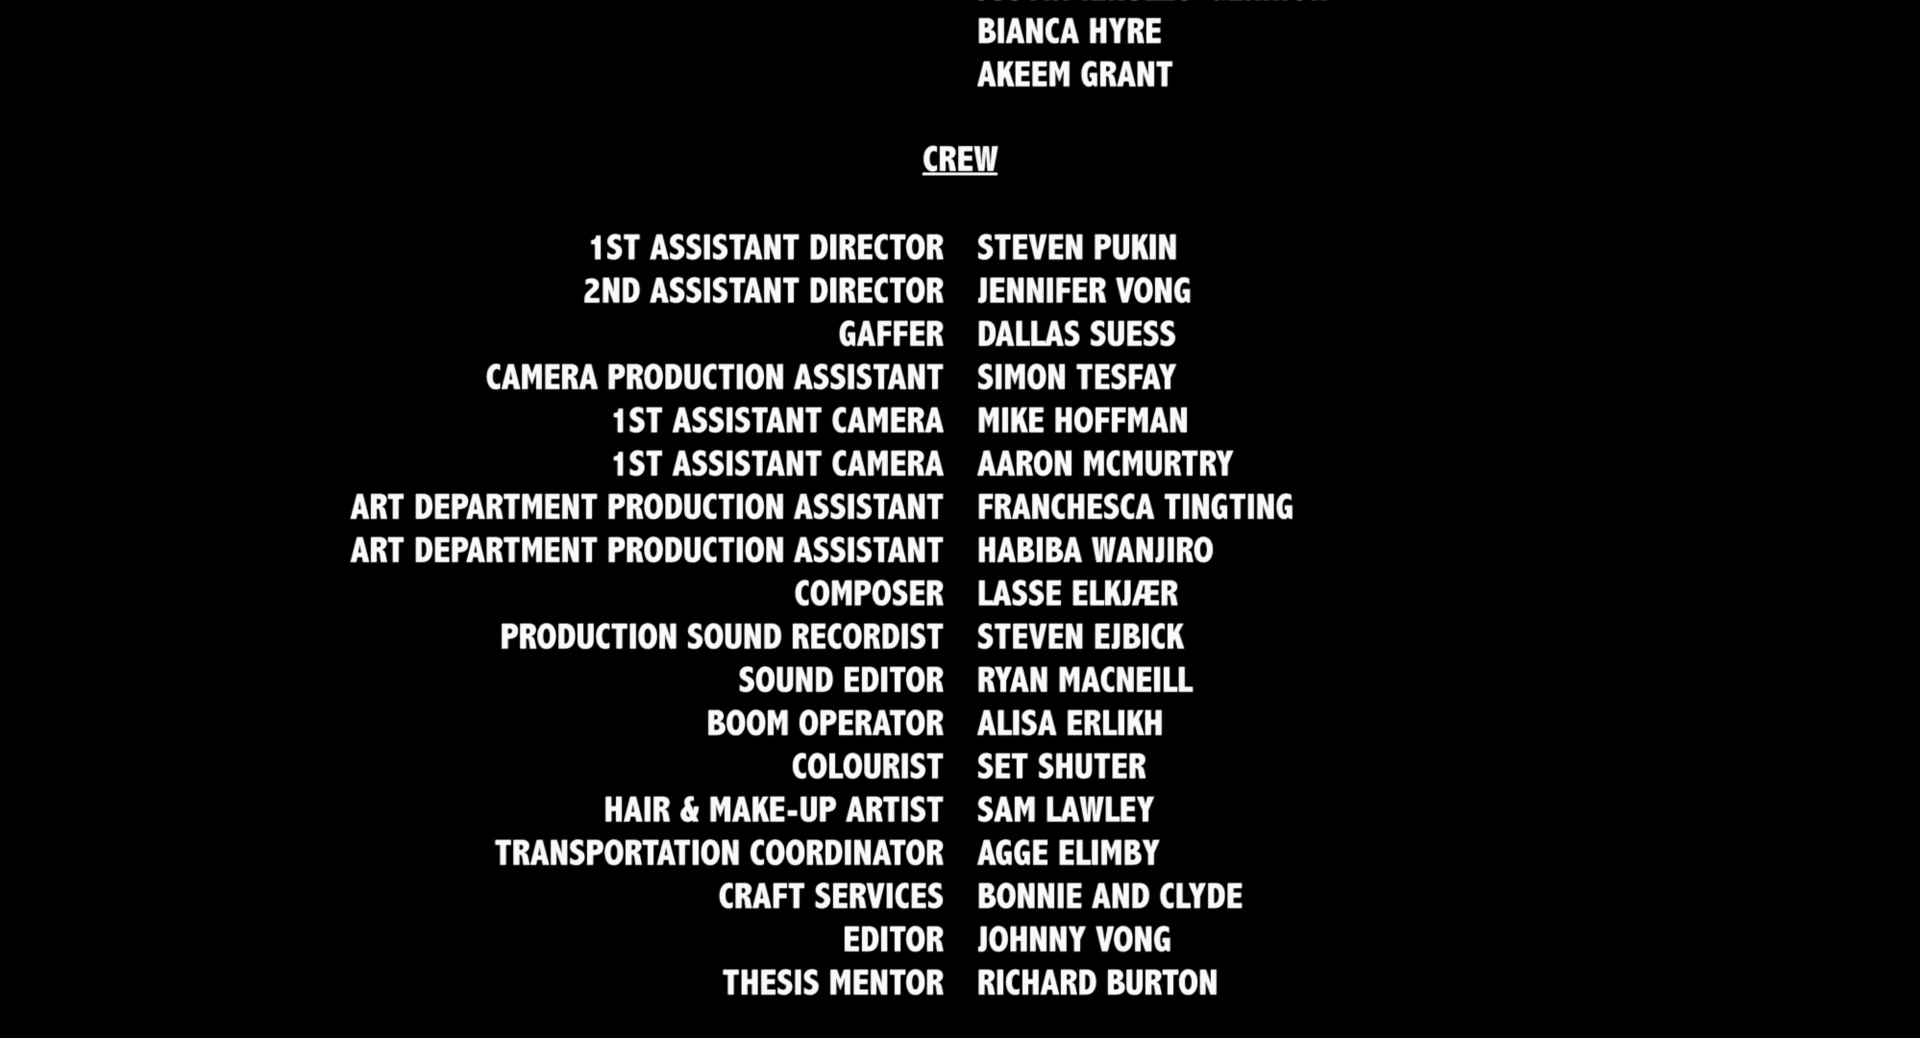 BIANCA HYRE
AKEEM GRANT
CREW
1ST ASSISTANT DIRECTOR STEVEN PUKIN
2ND ASSISTANT DIRECTOR JENNIFER VONG
GAFFER DALLAS SUESS
CAMERA PRODUCTION ASSISTANT SIMON TESFAY
1ST ASSISTANT CAMERA MIKE HOFFMAN
1ST ASSISTANT CAMERA AARON MCMURTRY
ART DEPARTMENT PRODUCTION ASSISTANT FRANCHESCA TINGTING
ART DEPARTMENT PRODUCTION ASSISTANT HABIBA WANJIRO
COMPOSER LASSE ELKJÆR
PRODUCTION SOUND RECORDIST STEVEN EJBICK
SOUND EDITOR RYAN MACNEILL
BOOM OPERATOR ALISA ERLIKH
COLOURIST SET SHUTER
HAIR & MAKE-UP ARTIST SAM LAWLEY
TRANSPORTATION COORDINATOR AGGE ELIMBY
CRAFT SERVICES BONNIE AND CLYDE
EDITOR JOHNNY VONG
THESIS MENTOR RICHARD BURTON